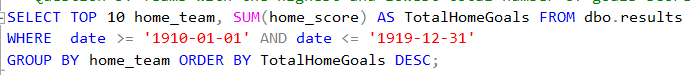 SELECT TOP 10 home_team, SUM(home_score) AS TotalHomeGoals FROM dbo.results
WHERE  date >= '1910-01-01' AND date <= '1919-12-31'
GROUP BY home_team ORDER BY TotalHomeGoals DESC;